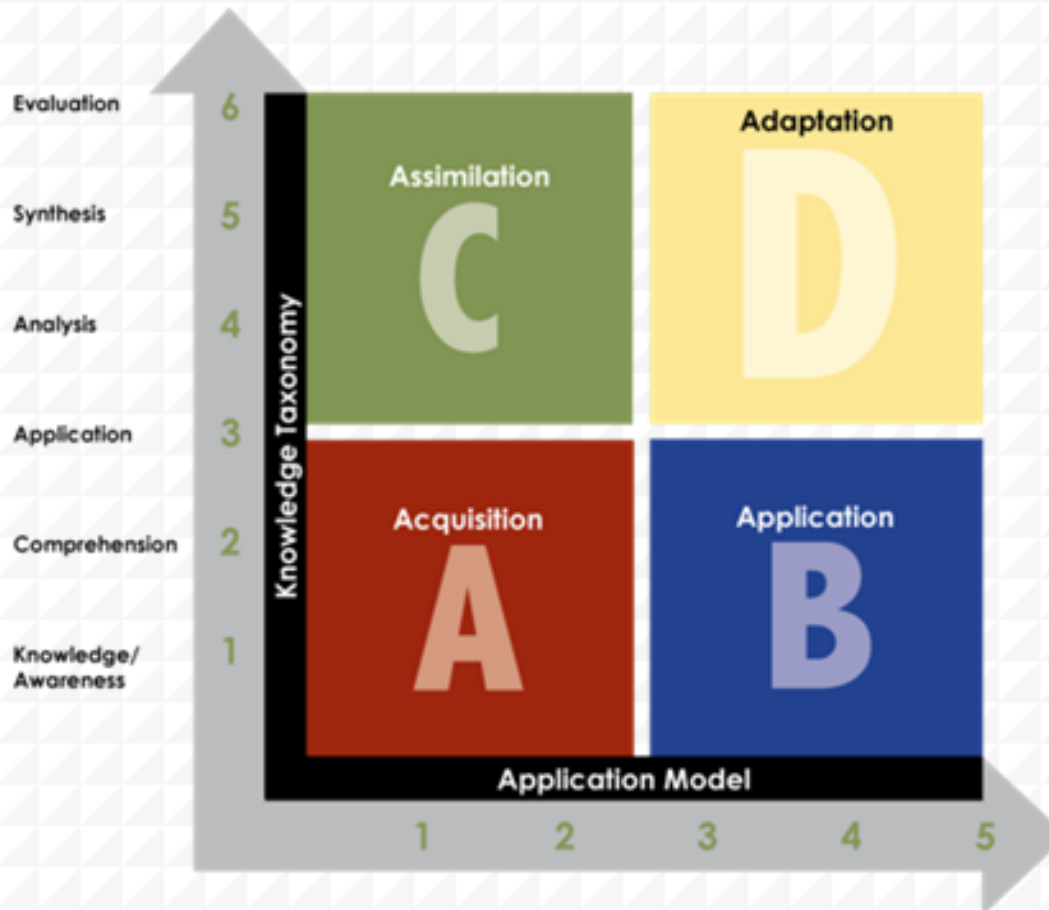 Evaluation
6
Synthesis
5
Analysis
4
Application
3
Comprehension
2
Knowledge/
Awareness
1
Knowledge Taxonomy
Assimilation
C
Adaptation
D
Acquisition
A
Application
B
Application Model
1 2 3 4 5